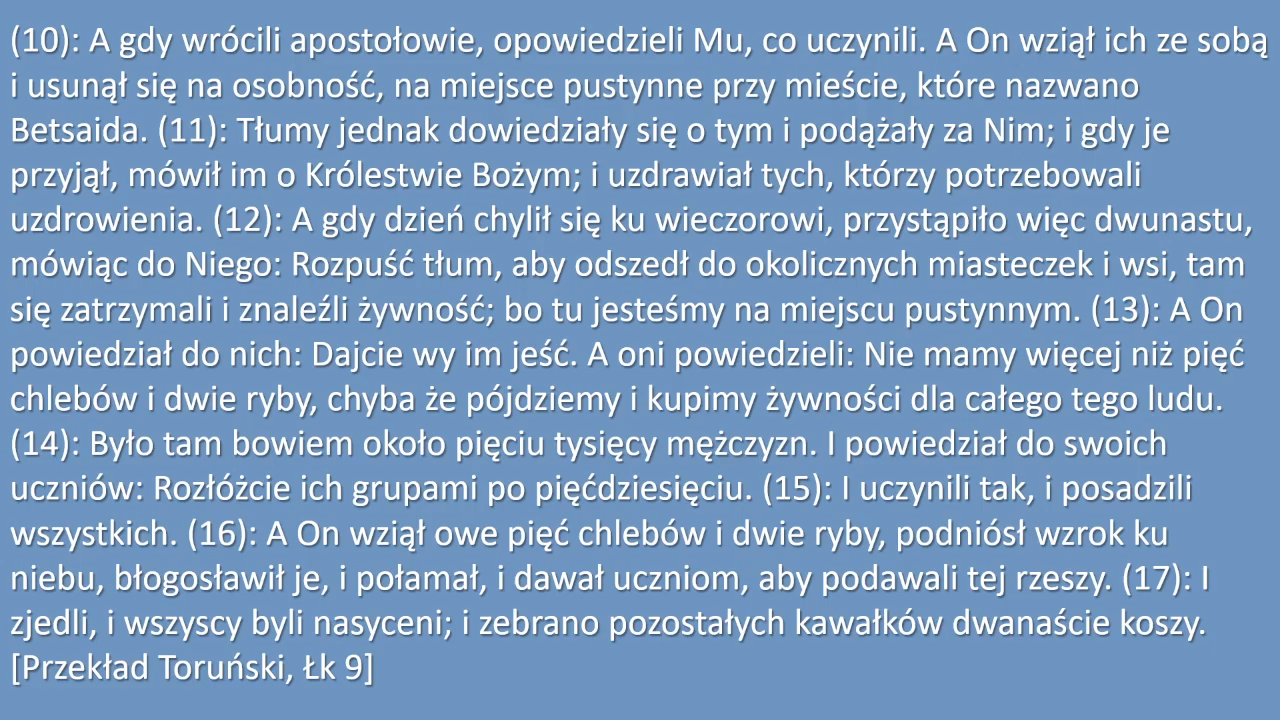 (10): A gdy wrócili apostołowie, opowiedzieli Mu, co uczynili. A On wziął ich ze sobą
i usunął się na osobność, na miejsce pustynne przy mieście, które nazwano
Betsaida. (11): Tłumy jednak dowiedziały się o tym i podążały za Nim; i gdy je
przyjął, mówił im o Królestwie Bożym; i uzdrawiał tych, którzy potrzebowali
uzdrowienia. (12): A gdy dzień chylił się ku wieczorowi, przystąpiło więc dwunastu,
mówiąc do Niego: Rozpuść tłum, aby odszedł do okolicznych miasteczek i wsi, tam
się zatrzymali i znaleźli żywność; bo tu jesteśmy na miejscu pustynnym. (13): A On
powiedział do nich: Dajcie wy im jeść. A oni powiedzieli: Nie mamy więcej niż pięć
chlebów i dwie ryby, chyba że pójdziemy i kupimy żywności dla całego tego ludu.
(14): Było tam bowiem około pięciu tysięcy mężczyzn. I powiedział do swoich
uczniów: Rozłóżcie ich grupami po pięćdziesięciu. (15): I uczynili tak, i posadzili
wszystkich. (16): A On wziął owe pięć chlebów i dwie ryby, podniósł wzrok ku
niebu, błogosławił je, i połamał, i dawał uczniom, aby podawali tej rzeszy. (17): I
zjedli, i wszyscy byli nasyceni; i zebrano pozostałych kawałków dwanaście koszy.
[Przekład Toruński, Łk 9]